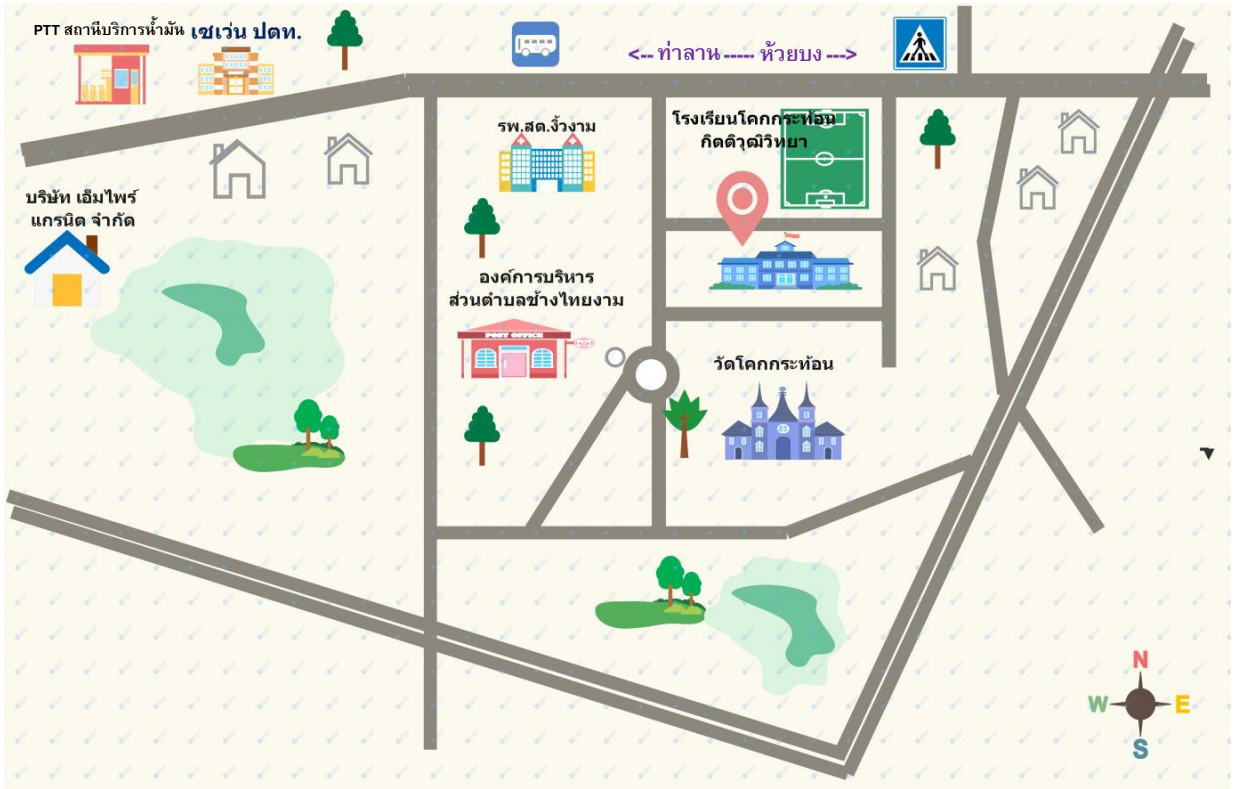 PTT สถานีบริการน้ำมัน
เซเว่น ปตท.
<-- ท่าลาน ----- ห้วยบง --->
รพ.สต.งิ้วงาม
โรงเรียนโคกกระท้อน
กิตติวุฒิวิทยา
บริษัท เอ็มไพร์
แกรนิต จำกัด
องค์การบริหาร
ส่วนตำบลช้างไทยงาม
POST OFFICE
วัดโคกกระท้อน
N
W
E
S